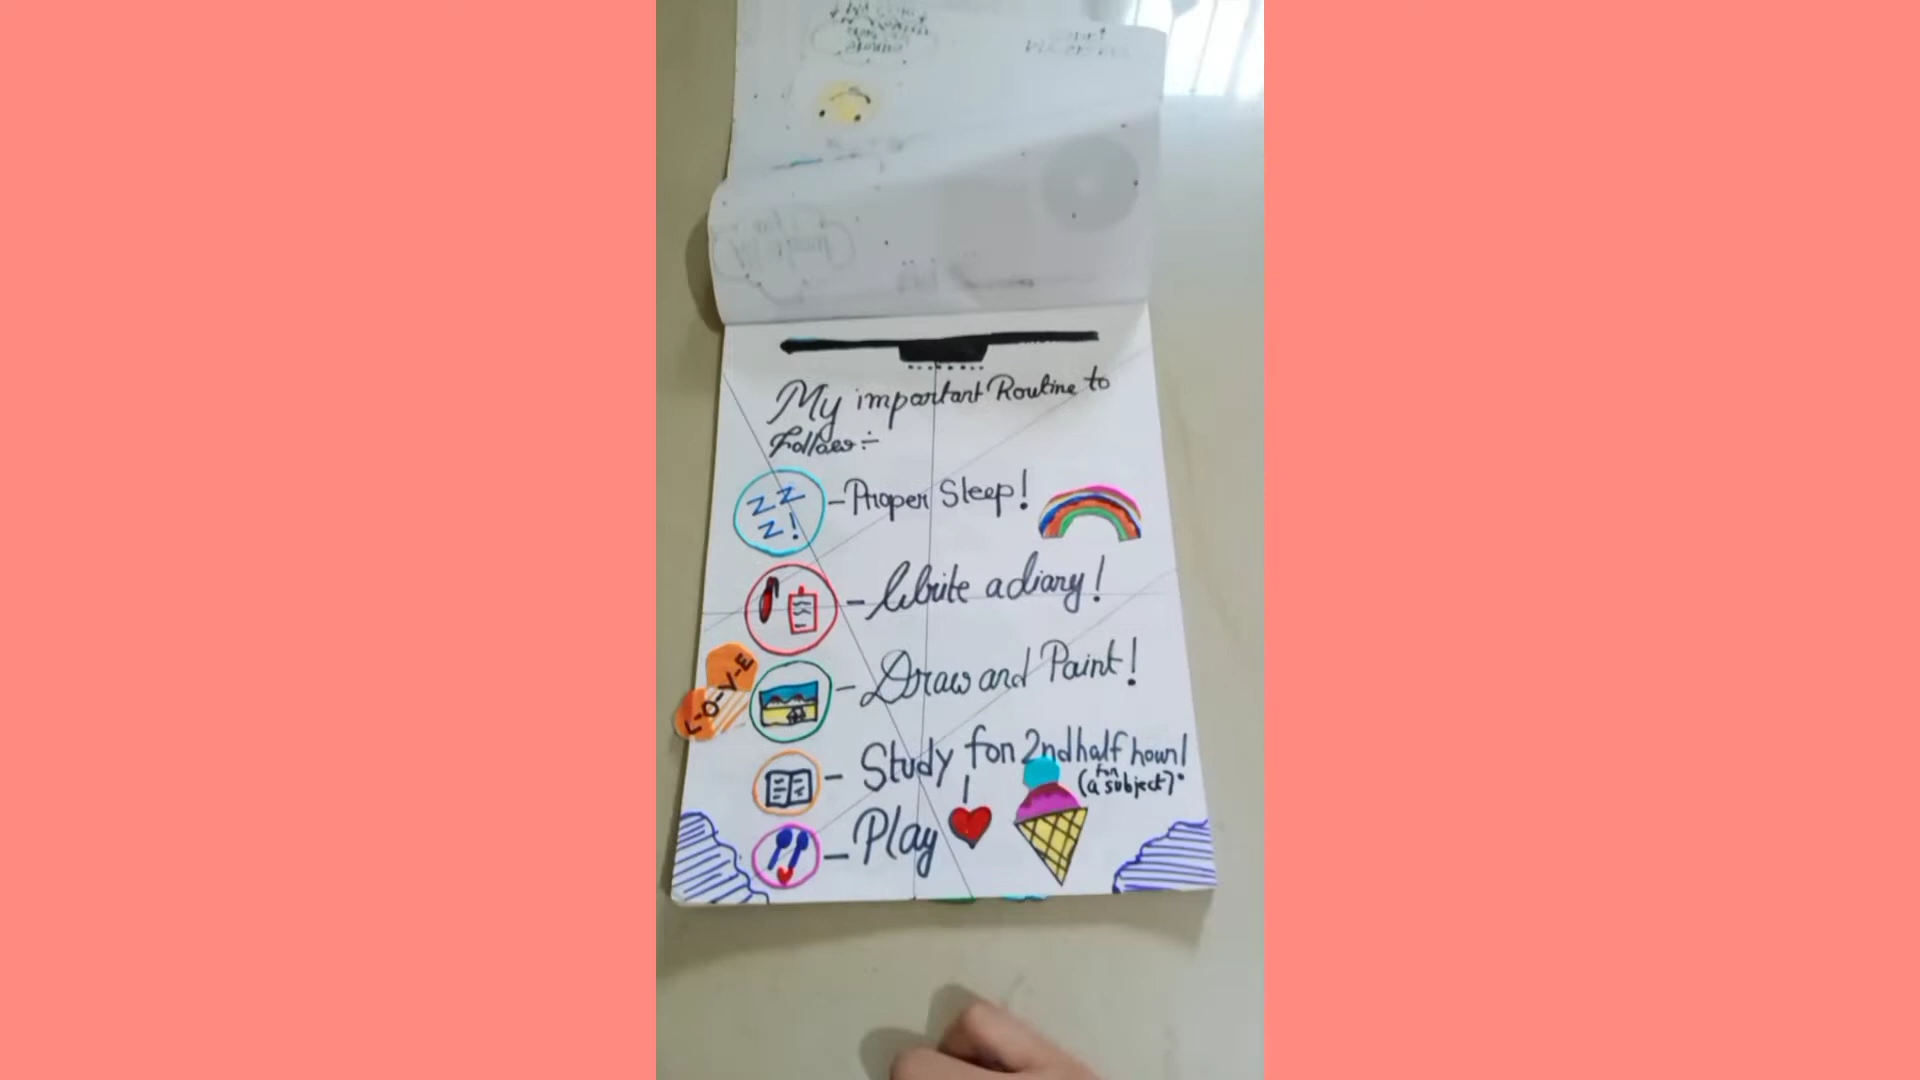 My important Routine to
Follow:-
zz
z!
- Proper Sleep!
- Write a diary!
L-O-V-E
- Draw and Paint!
- Study for 2nd half hour!
(for a subject).
- Play!